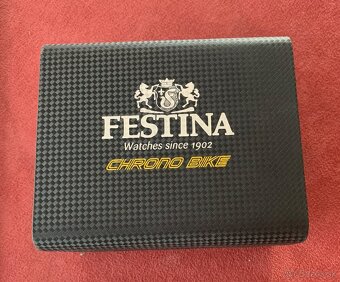 FESTINA
Watches since 1902
CHRONO BIKE